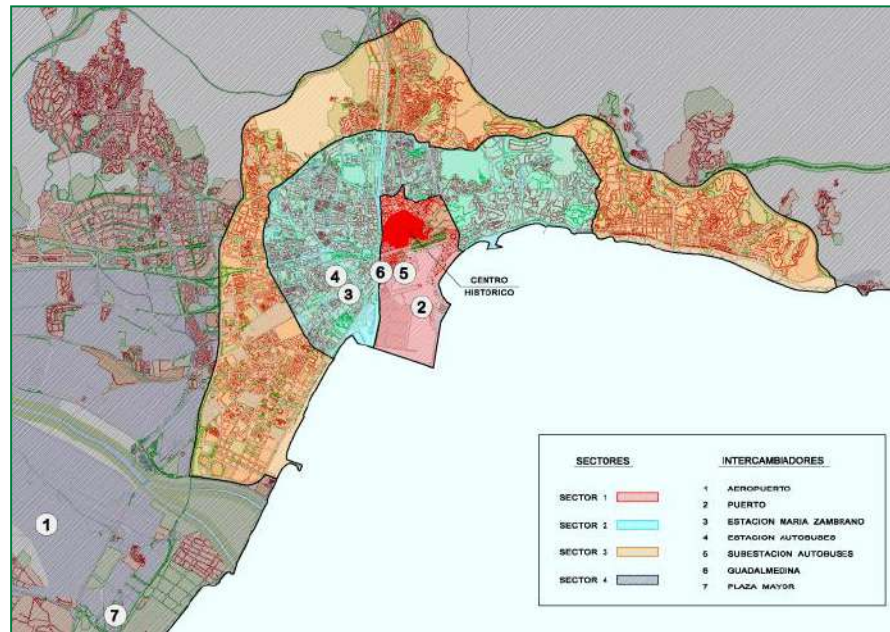 6
4
5
3
2
CENTRO
HISTORICO
1
7
SECTORES
SECTOR 1
SECTOR 2
SECTOR 3
SECTOR 4
INTERCAMBIADORES
1 AEROPUERTO
2 PUERTO
3 ESTACION MARIA ZAMBRANO
4 ESTACION AUTOBUSES
5 SUBESTACION AUTOBUSES
6 GUADALMEDINA
7 PLAZA MAYOR